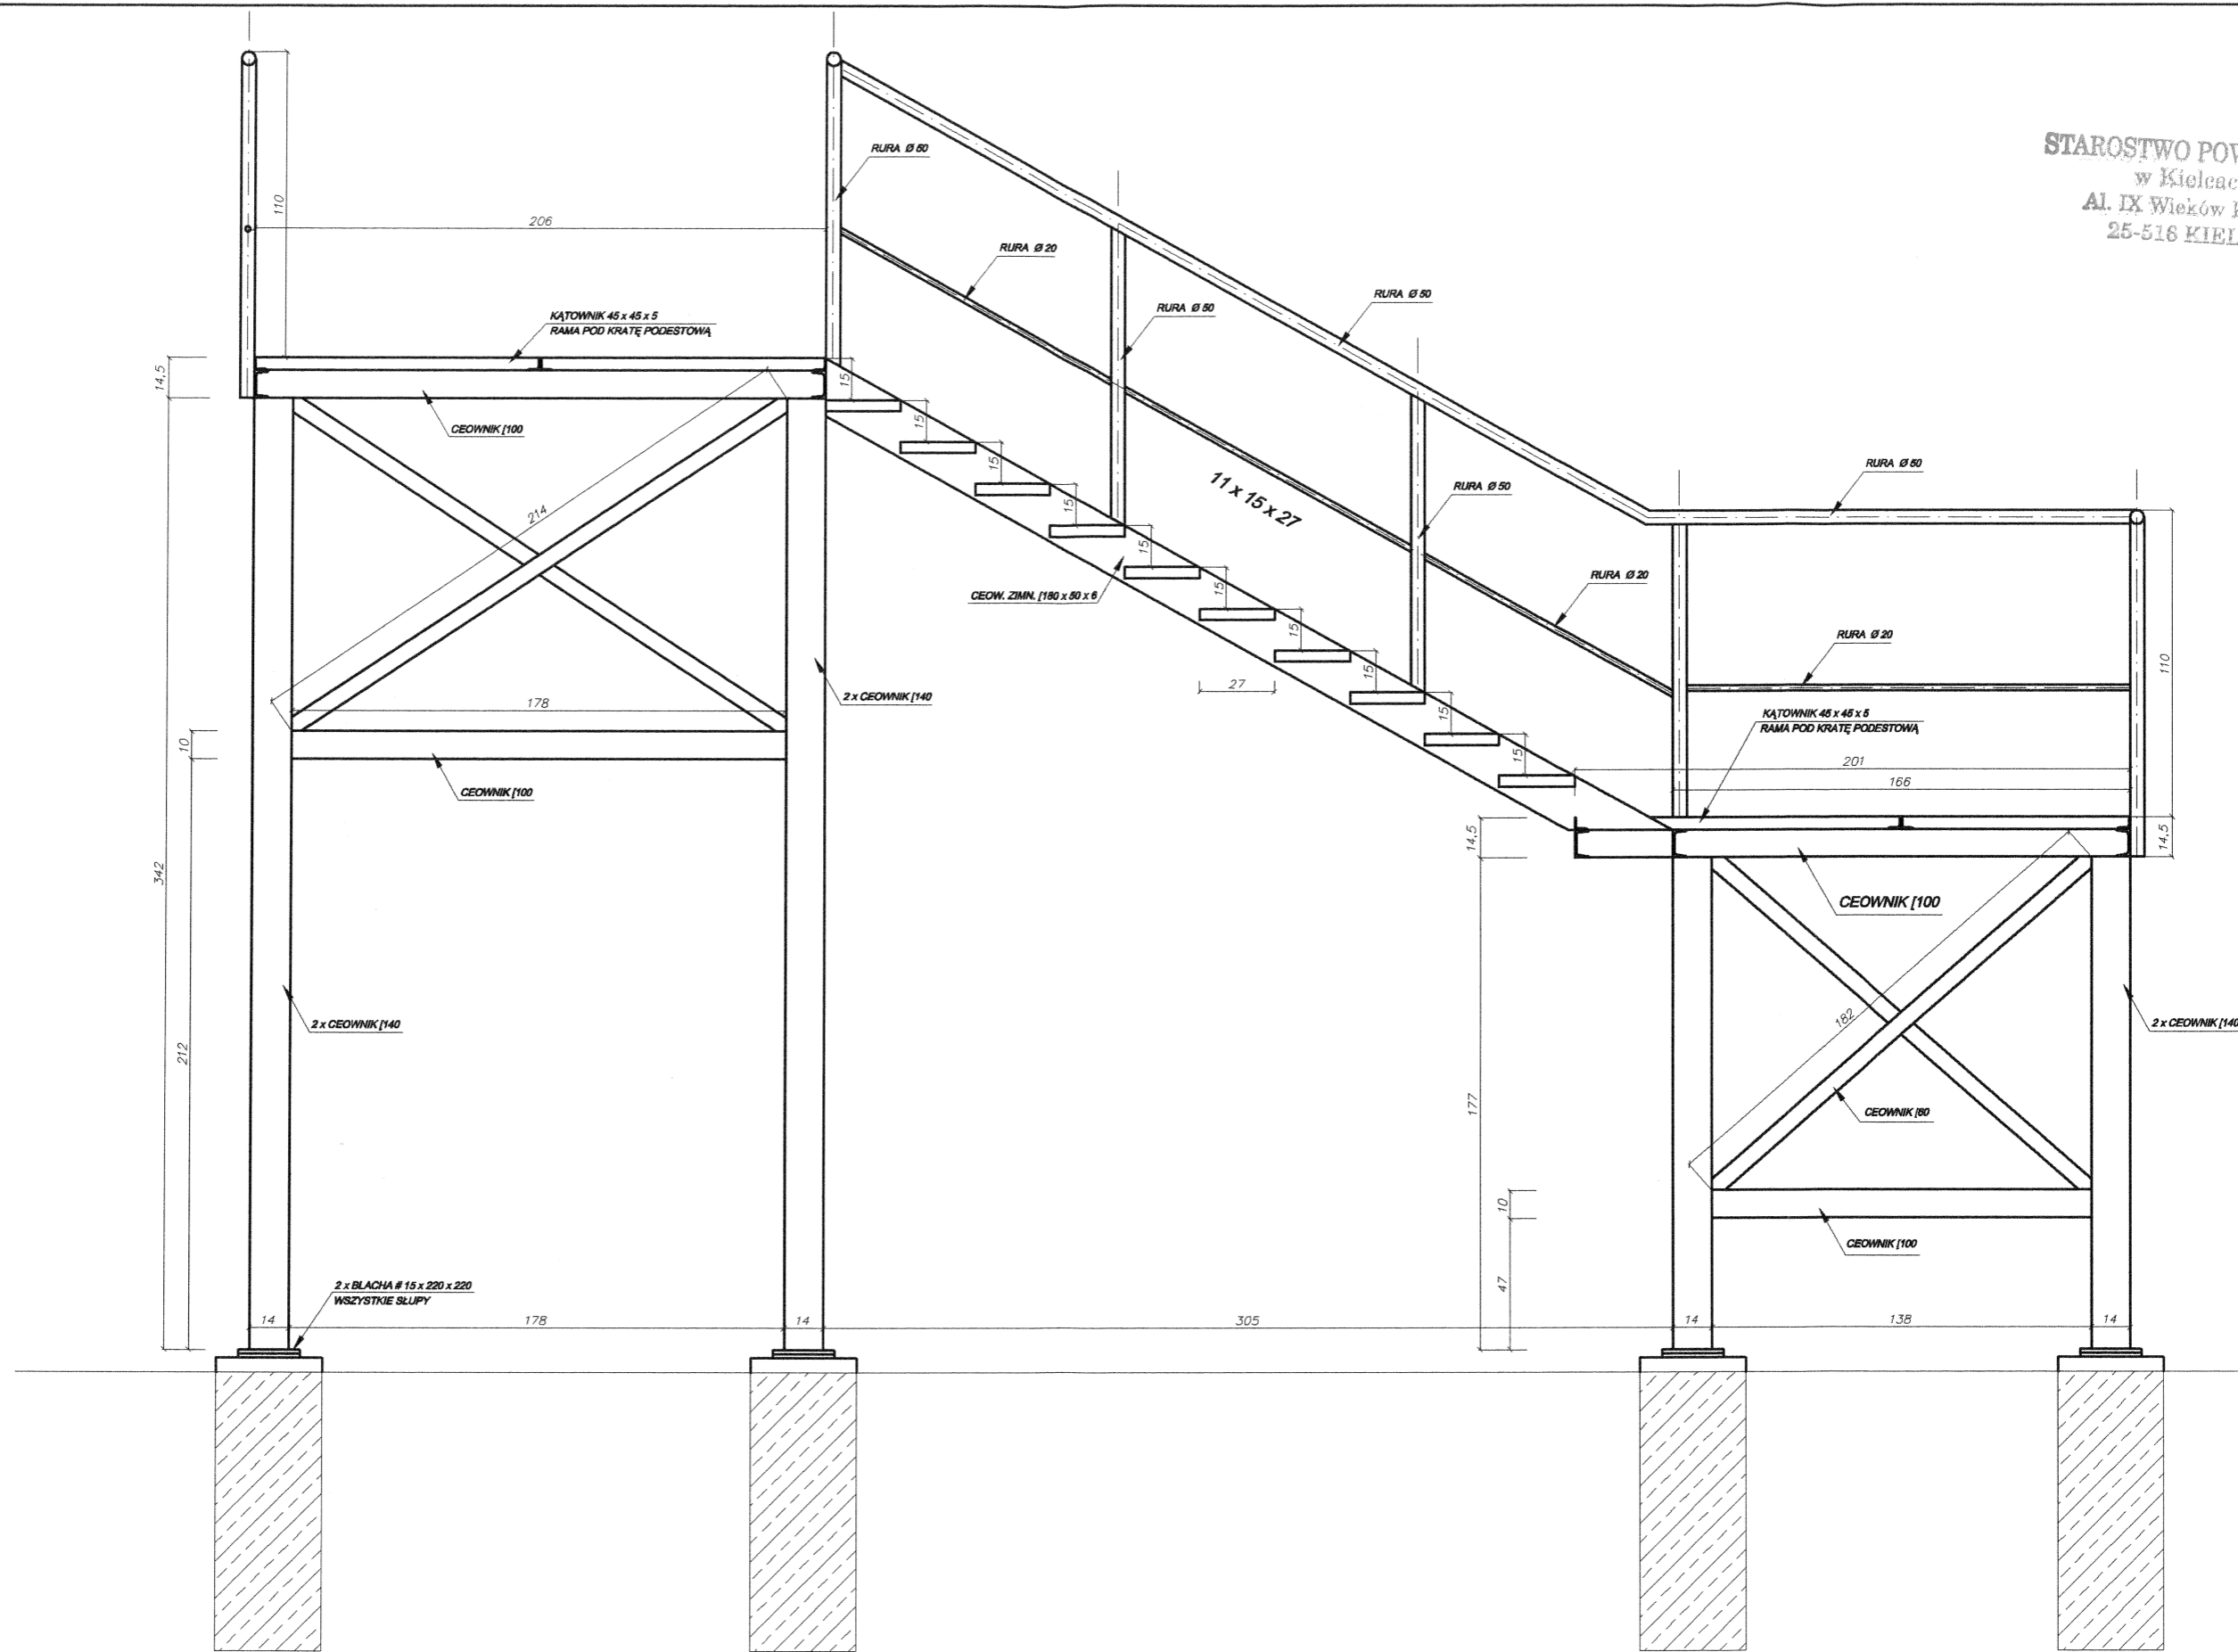 STAROSTWO
w Kielcac
Al. IX Wieków
25-516 KIEL
RURA Ø 50
110
206
RURA Ø 20
RURA Ø 50
RURA Ø 50
KĄTOWNIK 45 x 45 x 5
RAMA POD KRATĘ PODESTOWĄ
14,5
15
CEOWNIK [100
15
15
15
15
15
15
15
15
15
15
11 x 15 x 27
RURA Ø 50
RURA Ø 50
214
CEOW. ZIMN. [180 x 50 x 6
RURA Ø 20
RURA Ø 20
110
27
178
2 x CEOWNIK [140
10
CEOWNIK [100
KĄTOWNIK 45 x 45 x 5
RAMA POD KRATĘ PODESTOWĄ
201
166
14,5
14,5
342
CEOWNIK [100
2 x CEOWNIK [140
212
182
2 x CEOWNIK [140
177
CEOWNIK [60
10
CEOWNIK [100
47
2 x BLACHA # 15 x 220 x 220
WSZYSTKIE SŁUPY
14
178
14
305
14
138
14